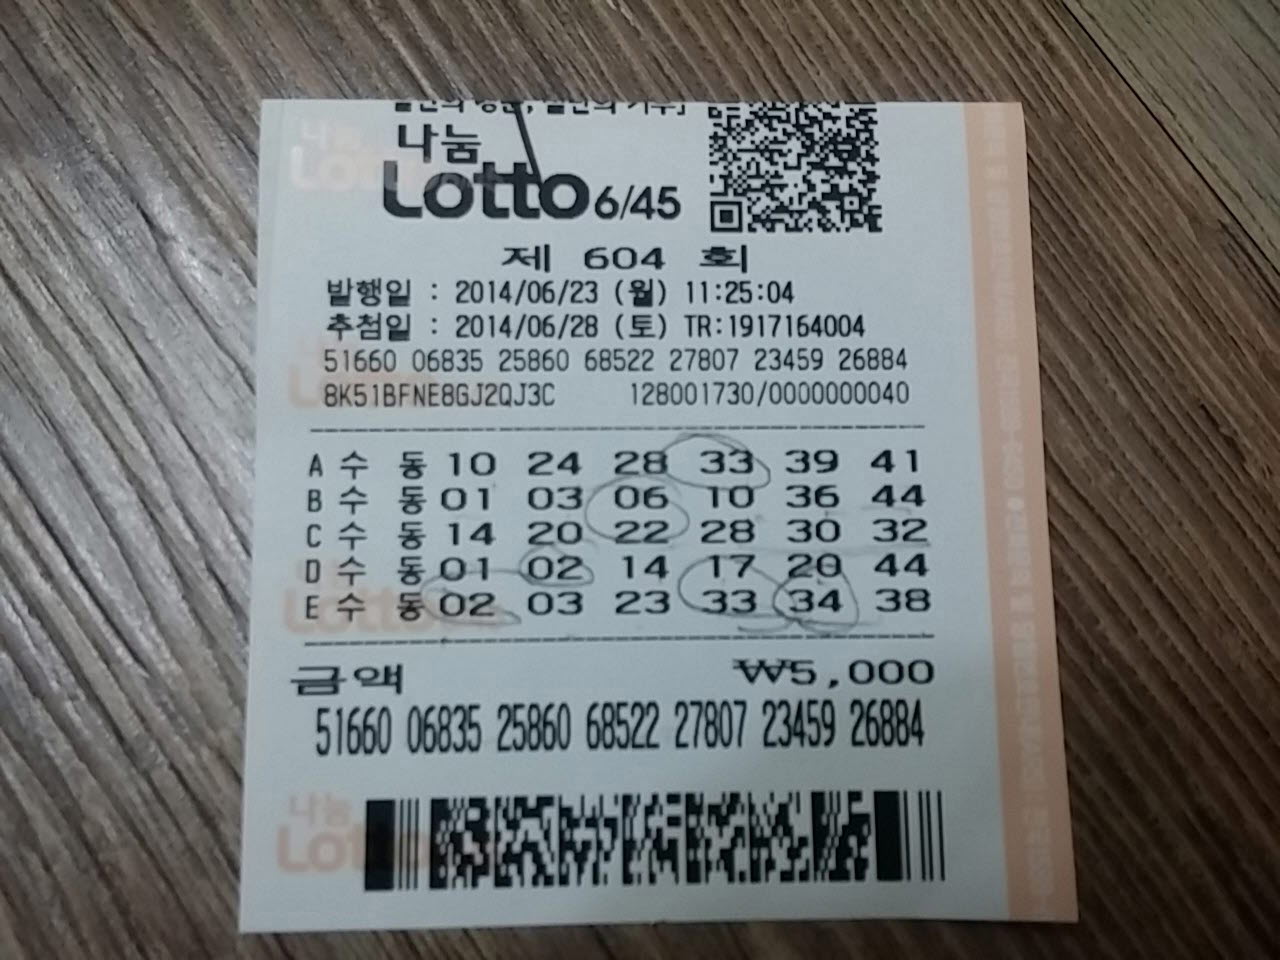 나눔
Lotto 6/45
제 604 회
발행일 : 2014/06/23 (월) 11:25:04
추첨일 : 2014/06/28 (토) TR:1917164004
51660 06835 25860 68522 27807 23459 26884
8K51BFNE8GJ2QJ3C 128001730/0000000040
A 수 동 10 24 28 33 39 41
B 수 동 01 03 06 10 36 44
C 수 동 14 20 22 28 30 32
D 수 동 01 02 14 17 20 44
E 수 동 02 03 23 33 34 38
금액 ₩5,000
51660 06835 25860 68522 27807 23459 26884
나눔
Lotto